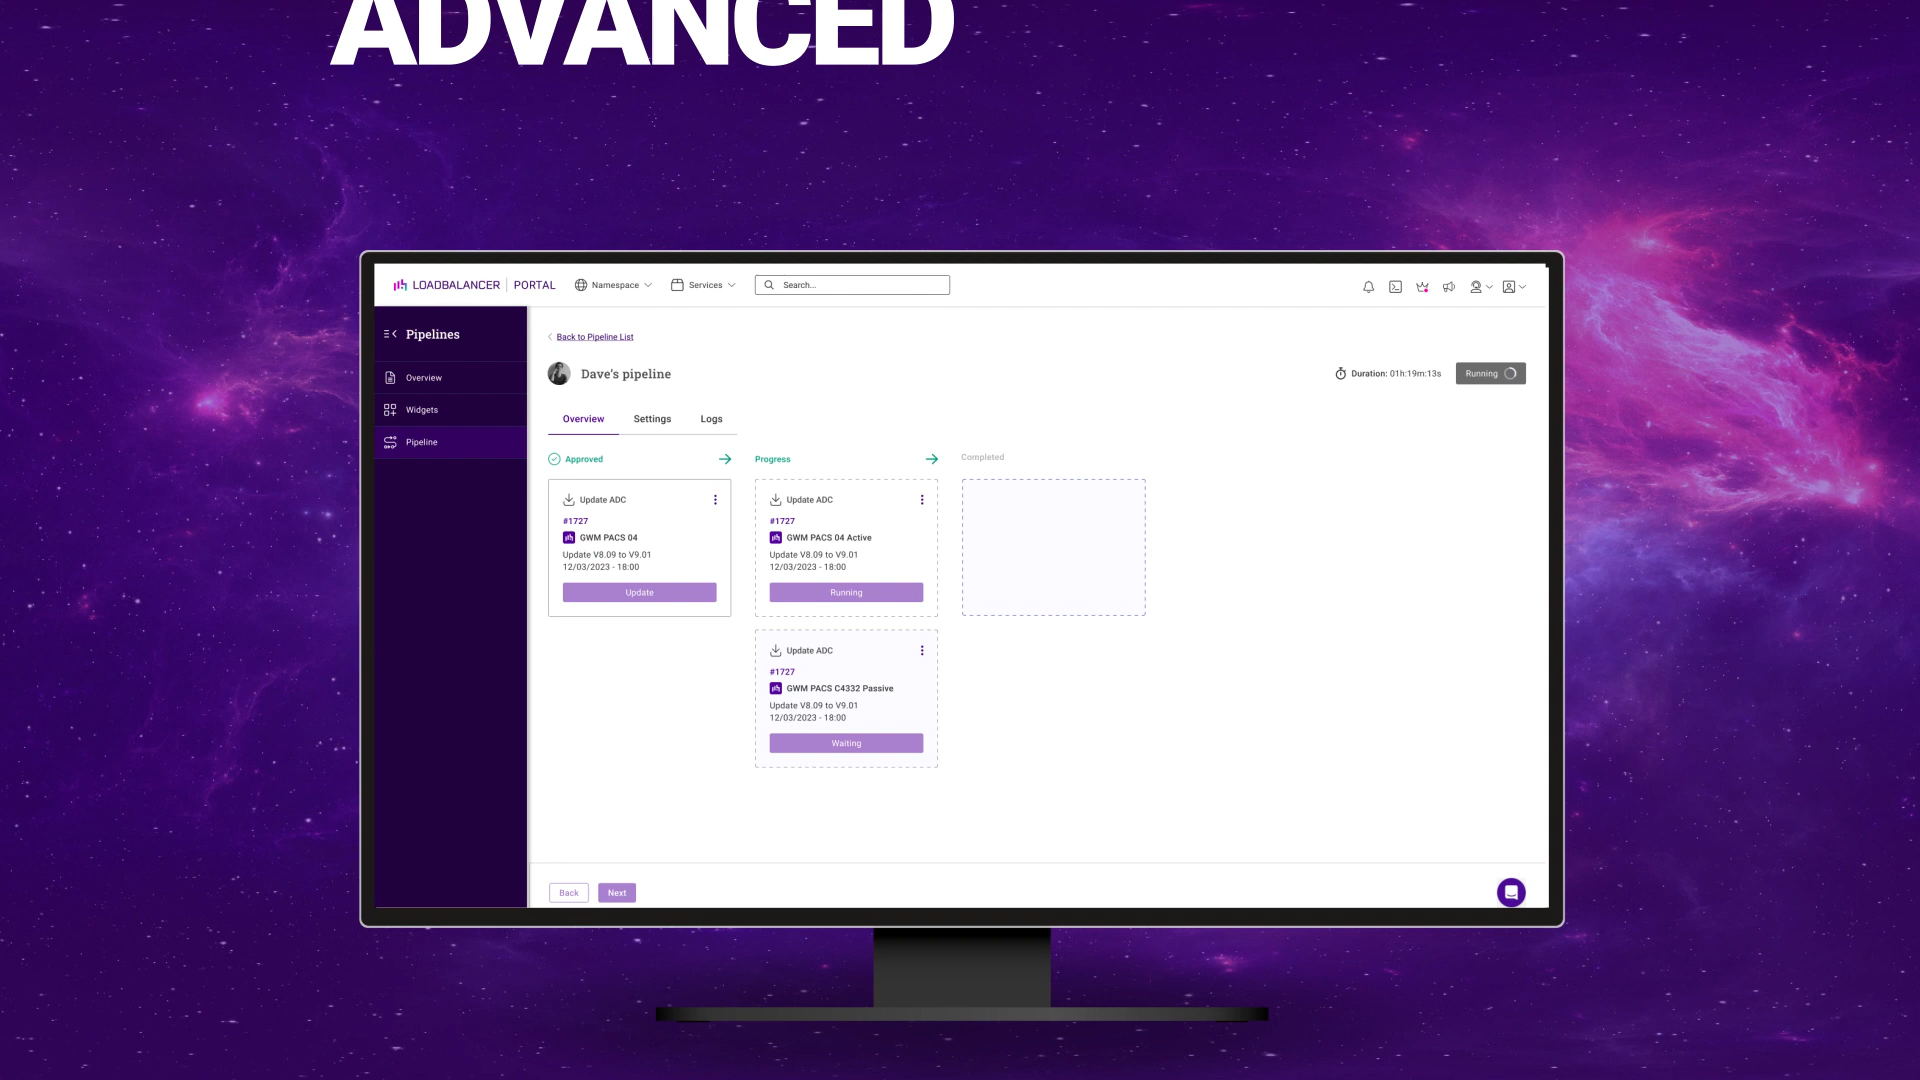 ADVANCED
LOADBALANCER | PORTAL
Namespace
Services
Search...
Pipelines
Overview
Widgets
Pipeline
Back to Pipeline List
Dave's pipeline
Duration: 01h:19m:13s
Running
Overview
Settings
Logs
Approved
Update ADC
#1727
GWM PACS 04
Update V8.09 to V9.01
12/03/2023 - 18:00
Update
Progress
Update ADC
#1727
GWM PACS 04 Active
Update V8.09 to V9.01
12/03/2023 - 18:00
Running
Update ADC
#1727
GWM PACS C4332 Passive
Update V8.09 to V9.01
12/03/2023 - 18:00
Waiting
Completed
Back
Next